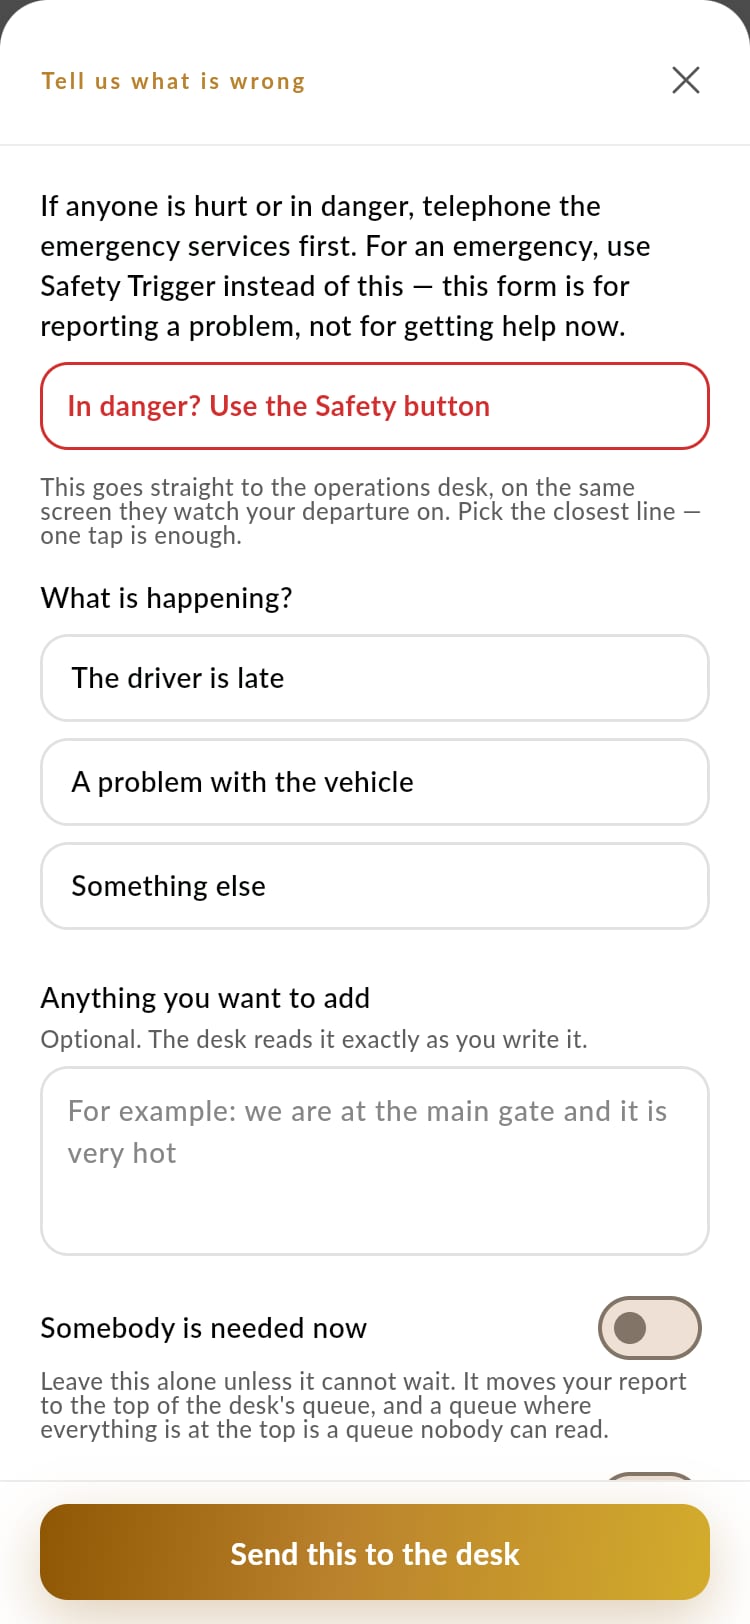 Tell us what is wrong
If anyone is hurt or in danger, telephone the
emergency services first. For an emergency, use
Safety Trigger instead of this — this form is for
reporting a problem, not for getting help now.
In danger? Use the Safety button
This goes straight to the operations desk, on the same
screen they watch your departure on. Pick the closest line —
one tap is enough.
What is happening?
The driver is late
A problem with the vehicle
Something else
Anything you want to add
Optional. The desk reads it exactly as you write it.
For example: we are at the main gate and it is
very hot
Somebody is needed now
Leave this alone unless it cannot wait. It moves your report
to the top of the desk's queue, and a queue where
everything is at the top is a queue nobody can read.
Send this to the desk